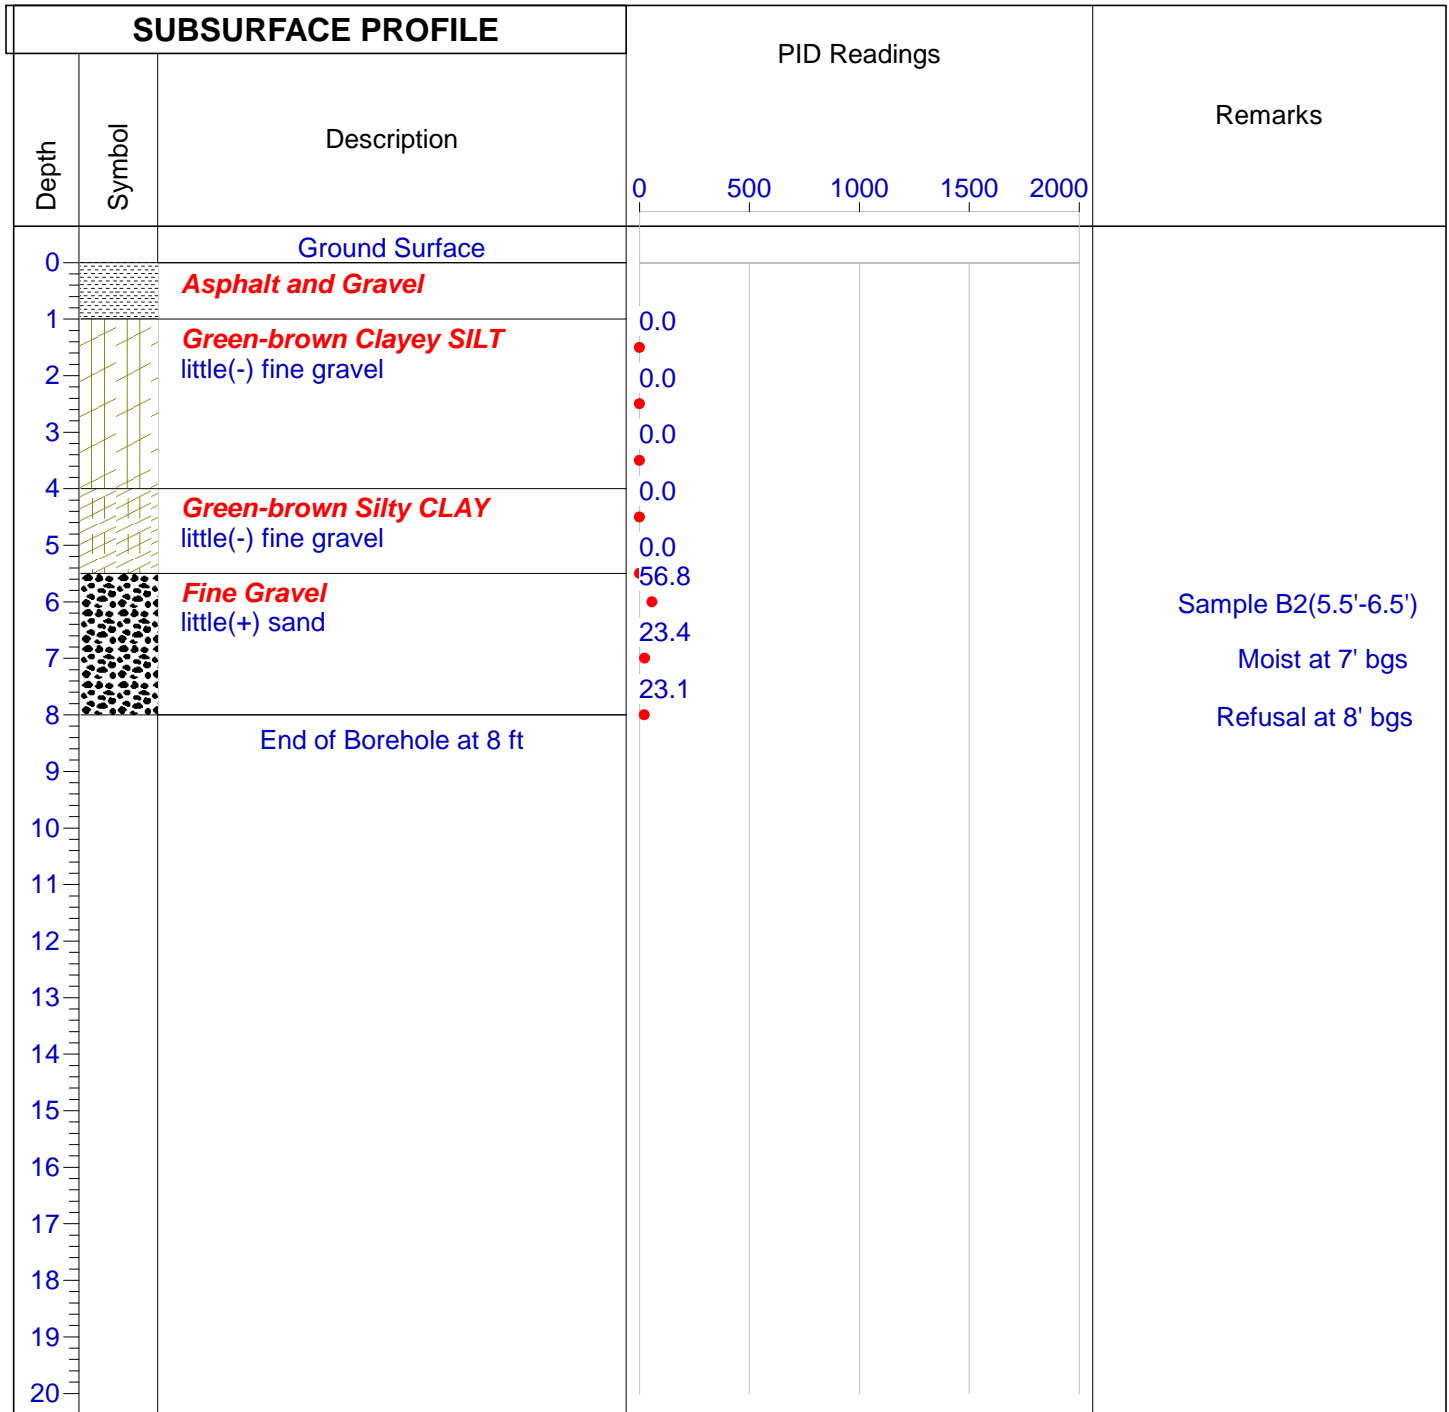 SUBSURFACE PROFILE
PID Readings
Remarks
Depth
Symbol
Description
0 500 1000 1500 2000
Ground Surface
0
Asphalt and Gravel
1
0.0
Green-brown Clayey SILT
little(-) fine gravel
2
0.0
3
0.0
4
0.0
Green-brown Silty CLAY
little(-) fine gravel
5
0.0
56.8
Fine Gravel
6
Sample B2(5.5'-6.5')
little(+) sand
23.4
7
Moist at 7' bgs
23.1
8
Refusal at 8' bgs
End of Borehole at 8 ft
9
10
11
12
13
14
15
16
17
18
19
20